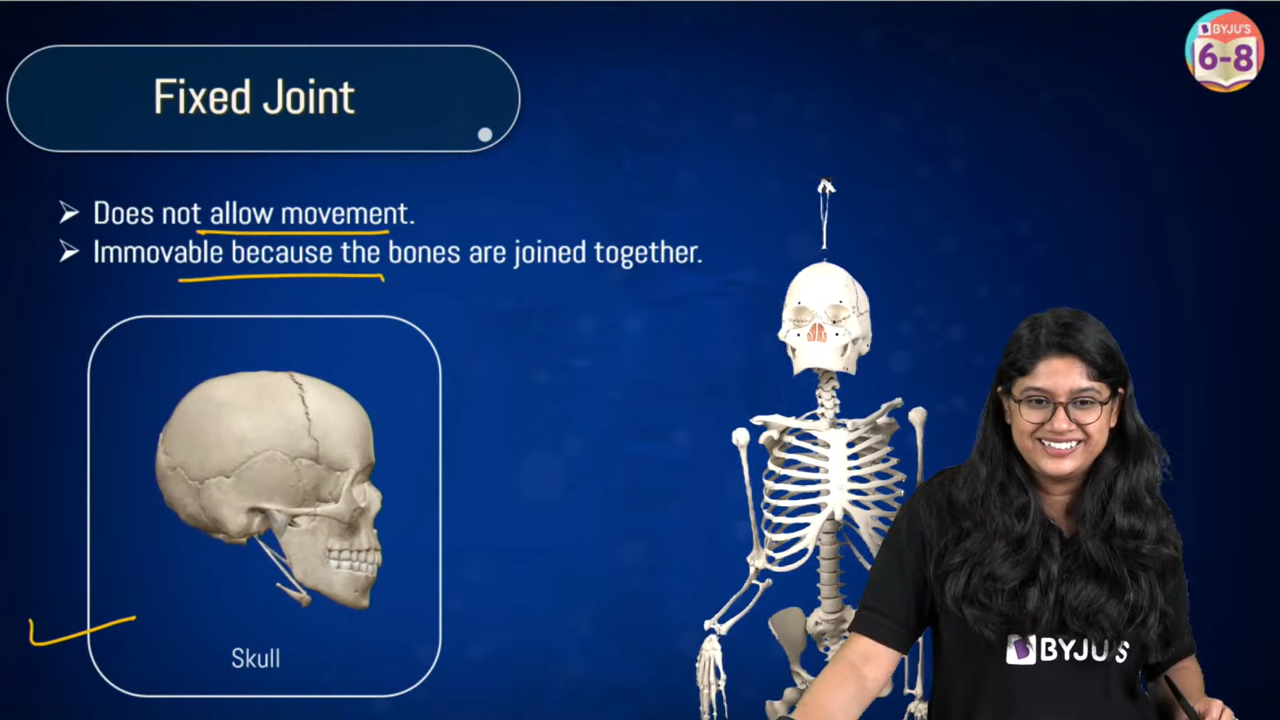 BYJU'S
6-8
Fixed Joint
Does not allow movement.
Immovable because the bones are joined together.
Skull
BYJU'S